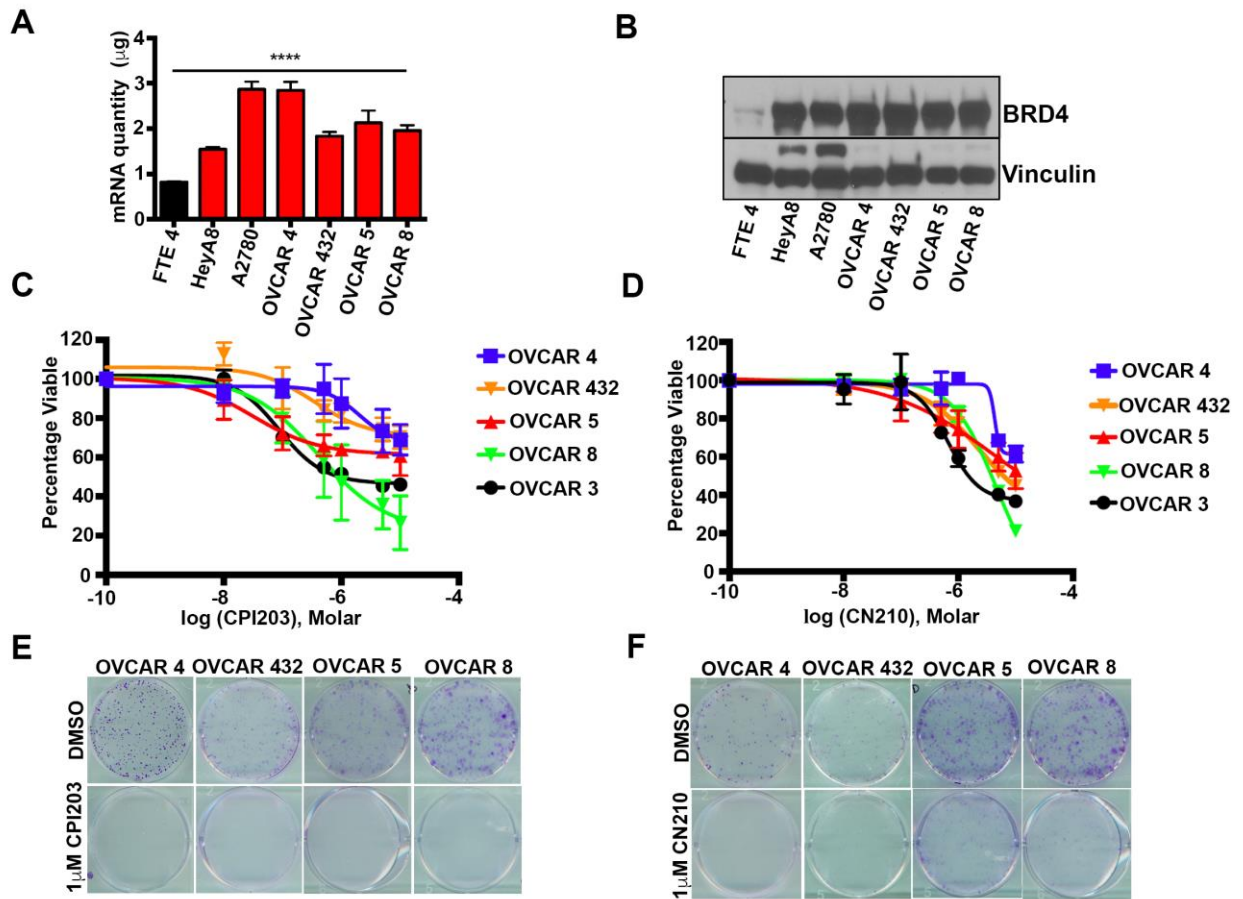 A
mRNA quantity (μg)
4
3
2
1
0
****
FTE 4
HeyA8
A2780
OVCAR 4
OVCAR 432
OVCAR 5
OVCAR 8
B
BRD4
Vinculin
FTE 4
HeyA8
A2780
OVCAR 4
OVCAR 432
OVCAR 5
OVCAR 8
C
Percentage Viable
120
100
80
60
40
20
0
-10
-8
-6
-4
log (CPI203), Molar
OVCAR 4
OVCAR 432
OVCAR 5
OVCAR 8
OVCAR 3
D
Percentage Viable
120
100
80
60
40
20
0
-10
-8
-6
-4
log (CN210), Molar
OVCAR 4
OVCAR 432
OVCAR 5
OVCAR 8
OVCAR 3
E
OVCAR 4 OVCAR 432 OVCAR 5 OVCAR 8
DMSO
1μM CPI203
F
OVCAR 4 OVCAR 432 OVCAR 5 OVCAR 8
DMSO
1μM CN210